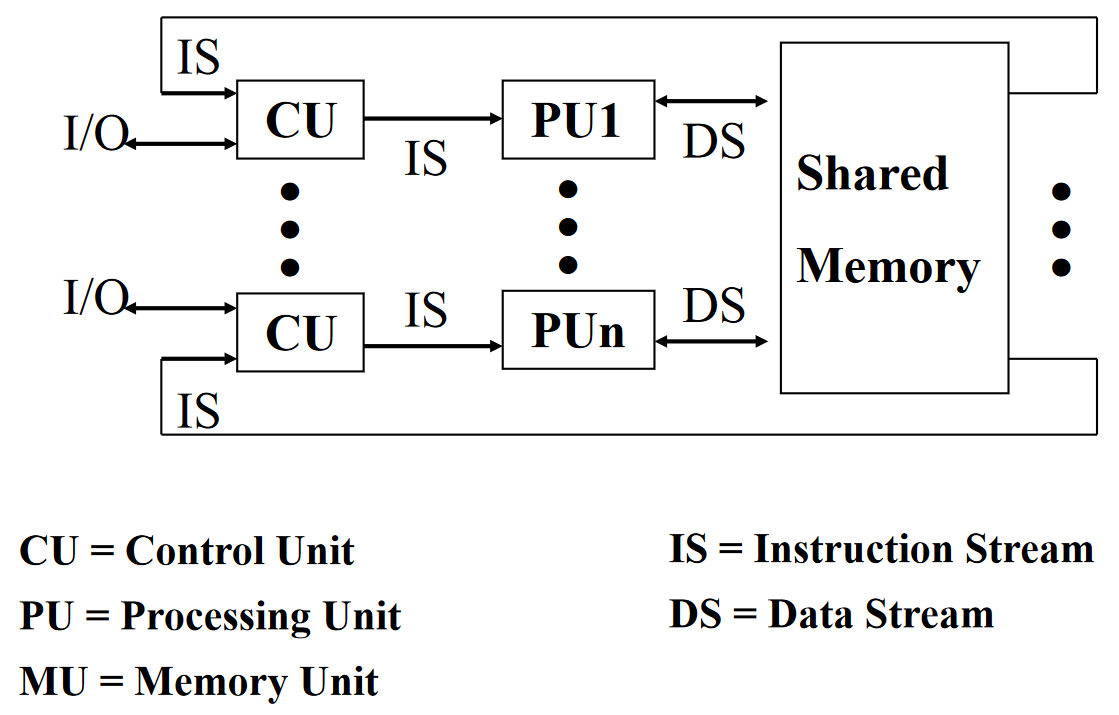 IS
I/O
CU
IS
PU1
DS
Shared
Memory
I/O
CU
IS
PUn
DS
IS
CU = Control Unit
IS = Instruction Stream
PU = Processing Unit
DS = Data Stream
MU = Memory Unit